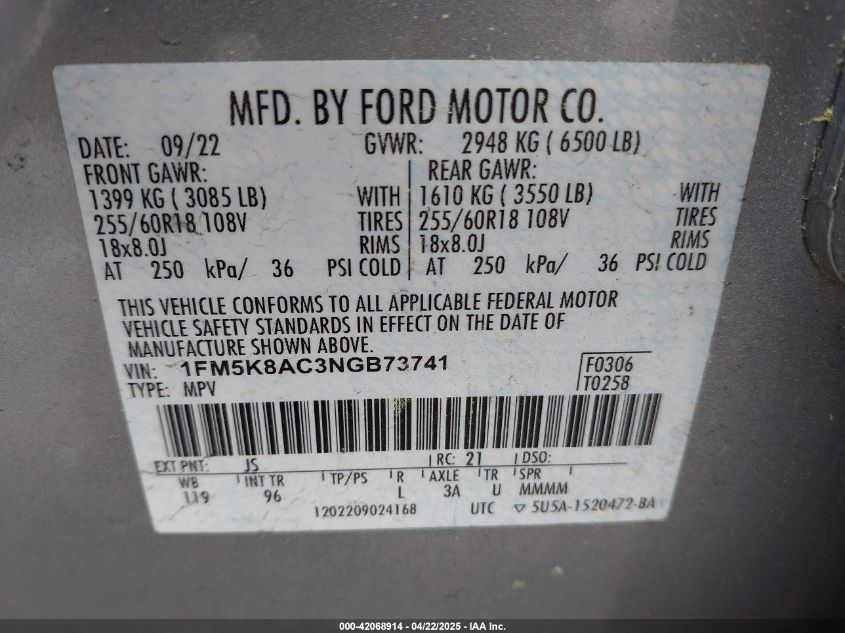 MFD. BY FORD MOTOR CO.
DATE: 09/22 GVWR: 2948 KG ( 6500 LB)
FRONT GAWR: REAR GAWR:
1399 KG ( 3085 LB) WITH 1610 KG ( 3550 LB) WITH
255/60R18 108V TIRES 255/60R18 108V TIRES
18x8.0J RIMS 18x8.0J RIMS
AT 250 kPa/ 36 PSI COLD AT 250 kPa/ 36 PSI COLD
THIS VEHICLE CONFORMS TO ALL APPLICABLE FEDERAL MOTOR
VEHICLE SAFETY STANDARDS IN EFFECT ON THE DATE OF
MANUFACTURE SHOWN ABOVE.
VIN: 1FM5K8AC3NGB73741 F0306
TYPE: MPV T0258
EXT PNT: JS RC: 21 DSO:
WB INT TR TP/PS R AXLE TR SPR
119 96 L 3A U MMMM
1202209024168 UTC ▽ 5U5A-1520472-BA
000-42068914 - 04/22/2025 - IAA Inc.